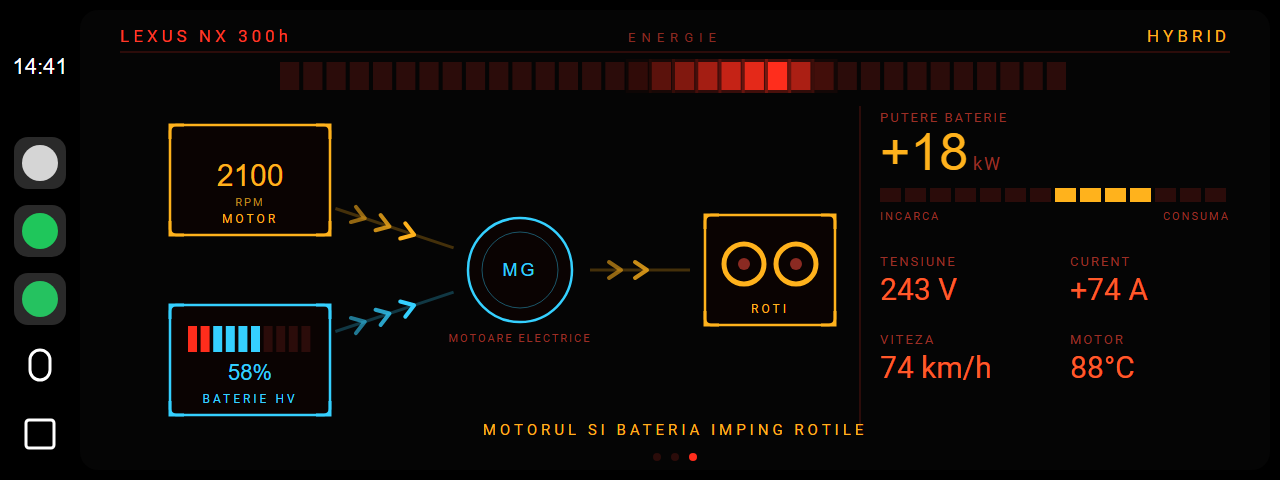 LEXUS NX 300h
ENERGIE
HYBRID
14:41
PUTERE BATERIE
+18 kW
INCARCA
CONSUMA
2100
RPM
MOTOR
MG
MOTOARE ELECTRICE
ROTI
58%
BATERIE HV
TENSIUNE
243 V
CURENT
+74 A
VITEZA
74 km/h
MOTOR
88°C
MOTORUL SI BATERIA IMPING ROTILE